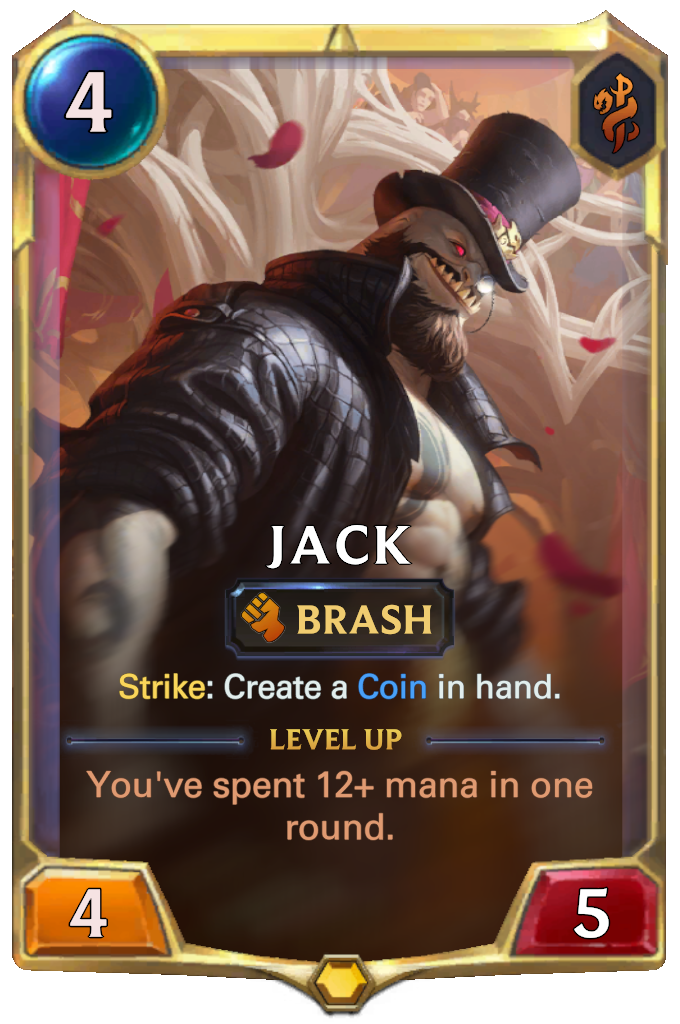 4
JACK
BRASH
Strike: Create a Coin in hand.
LEVEL UP
You've spent 12+ mana in one
round.
4
5